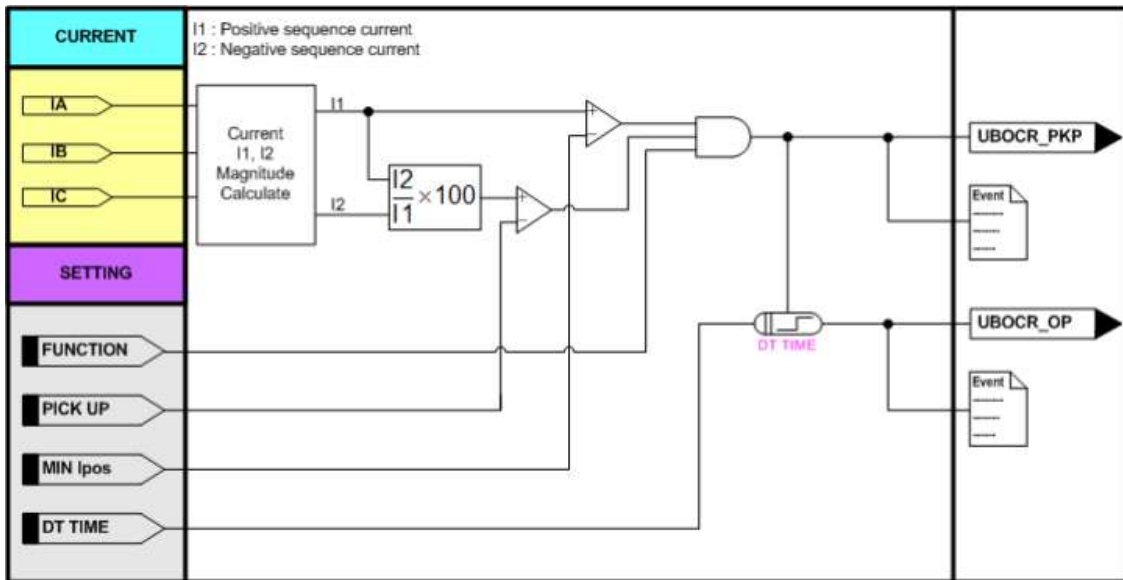 CURRENT
I1 : Positive sequence current
I2 : Negative sequence current
IA
IB
IC
Current
I1, I2
Magnitude
Calculate
I1
I2
I2
I1
×100
+
−
+
−
UBOCR_PKP
Event
SETTING
FUNCTION
PICK UP
MIN Ipos
DT TIME
DT TIME
UBOCR_OP
Event